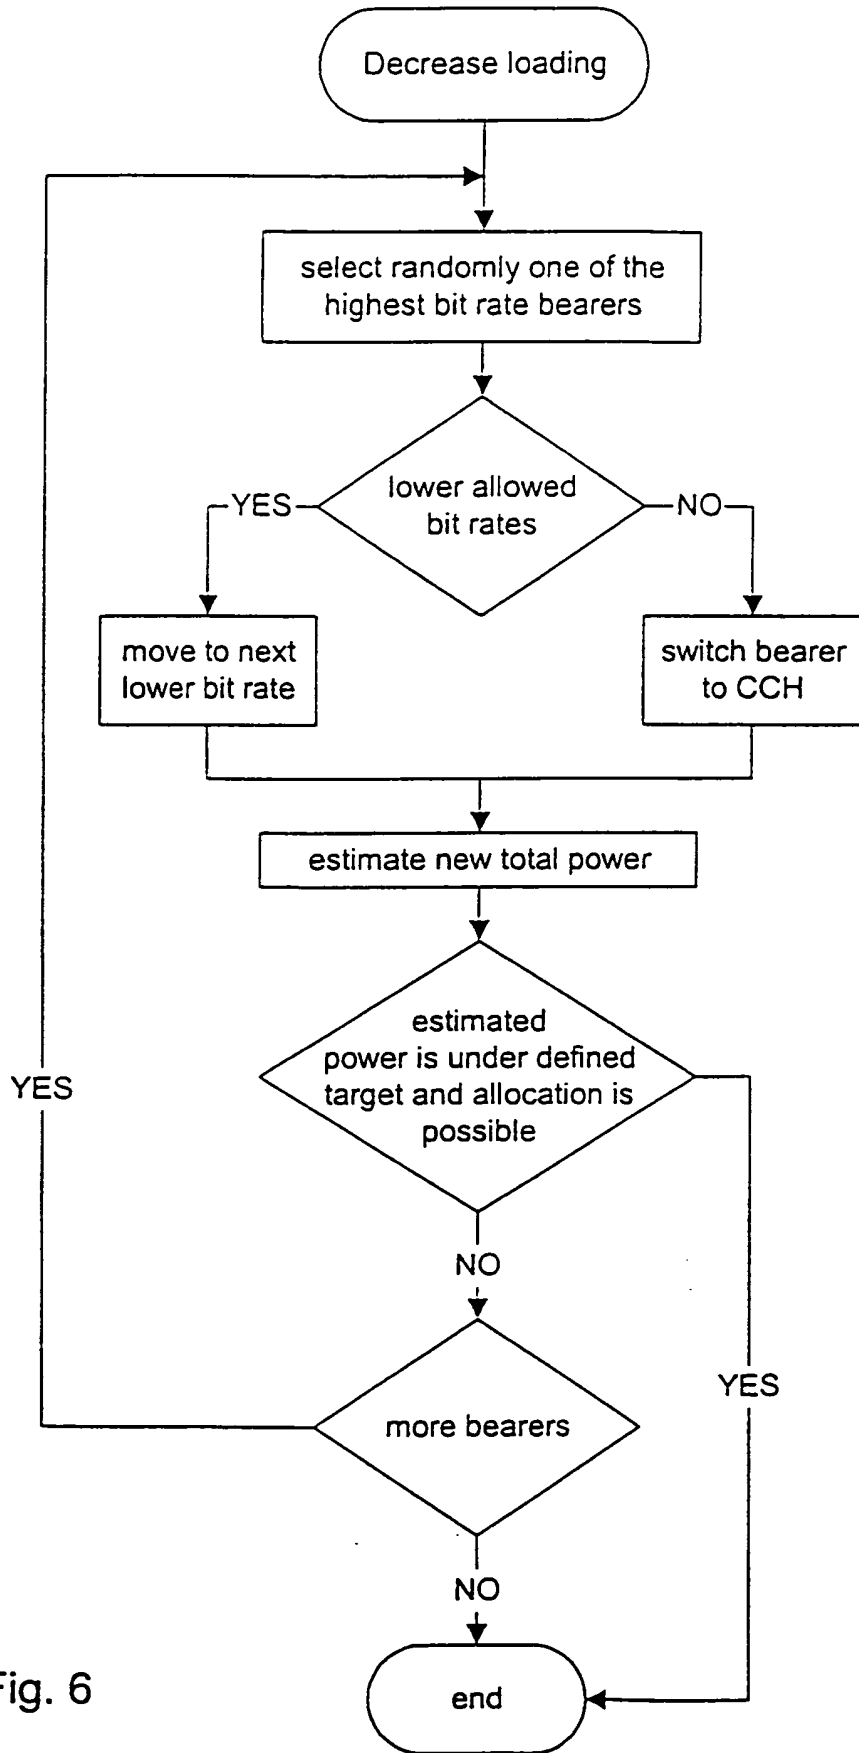 Decrease loading
select randomly one of the
highest bit rate bearers
lower allowed
bit rates
YES
NO
move to next
lower bit rate
switch bearer
to CCH
estimate new total power
estimated
power is under defined
target and allocation is
possible
YES
NO
YES
more bearers
NO
end
Fig. 6